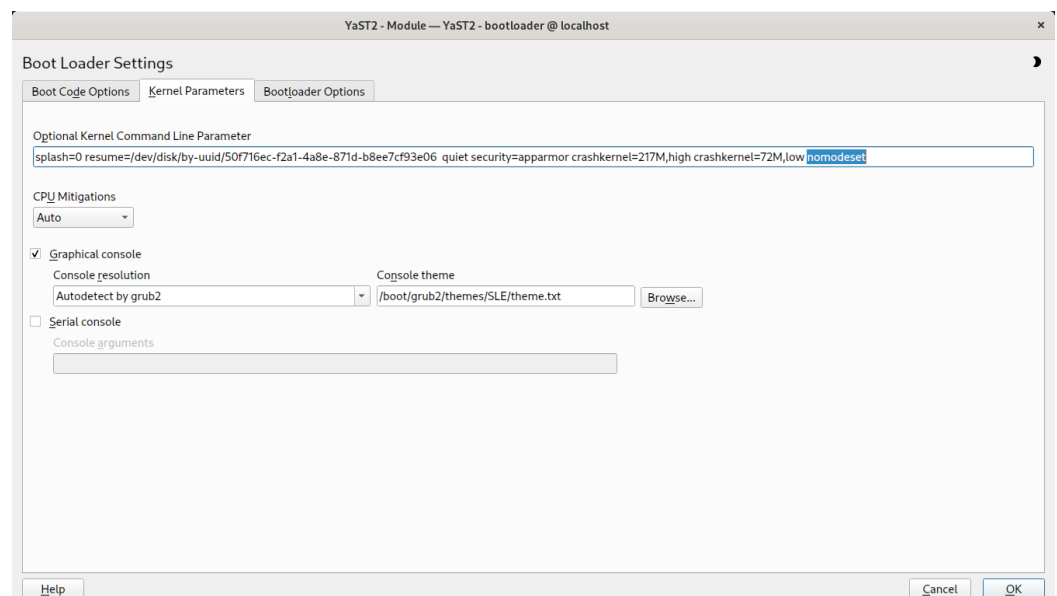 YaST2 - Module — YaST2 - bootloader @ localhost
Boot Loader Settings
Boot Code Options Kernel Parameters Bootloader Options
Optional Kernel Command Line Parameter
splash=0 resume=/dev/disk/by-uuid/50f716ec-f2a1-4a8e-871d-b8ee7cf93e06 quiet security=apparmor crashkernel=217M,high crashkernel=72M,low nomodeset
CPU Mitigations
Auto
Graphical console
Console resolution Console theme
Autodetect by grub2 /boot/grub2/themes/SLE/theme.txt Browse...
Serial console
Console arguments
Help Cancel OK